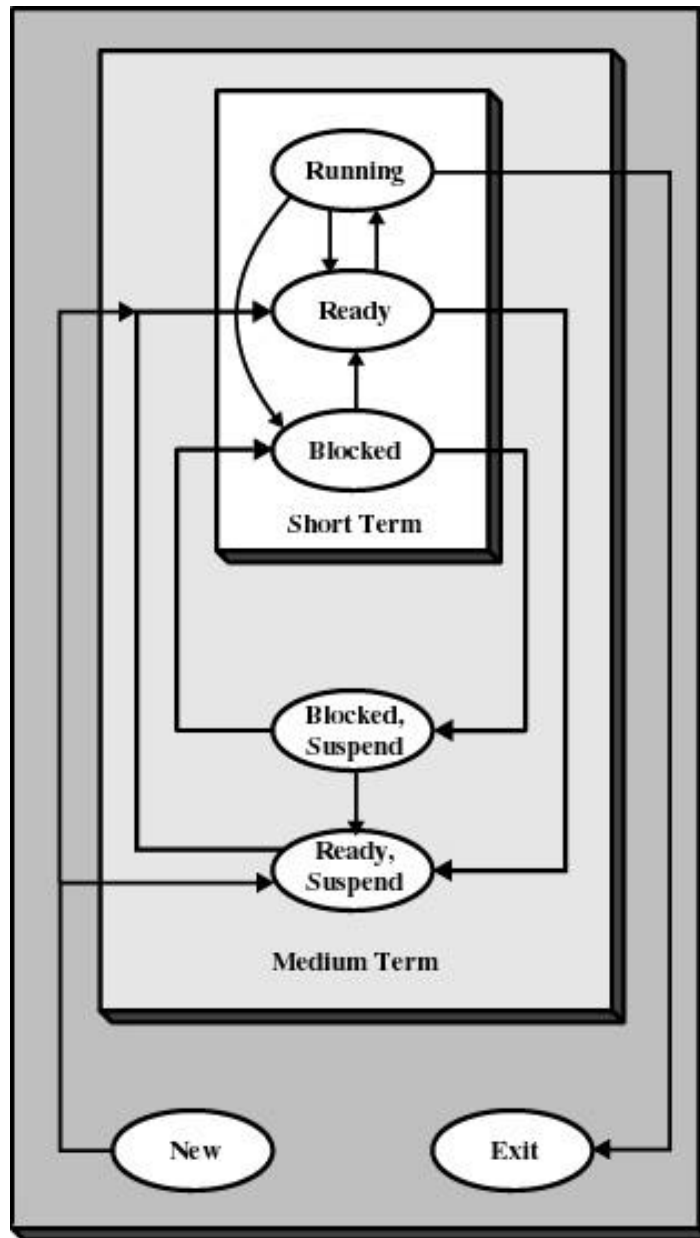 Running
Ready
Blocked
Short Term
Blocked,
Suspend
Ready,
Suspend
Medium Term
New
Exit